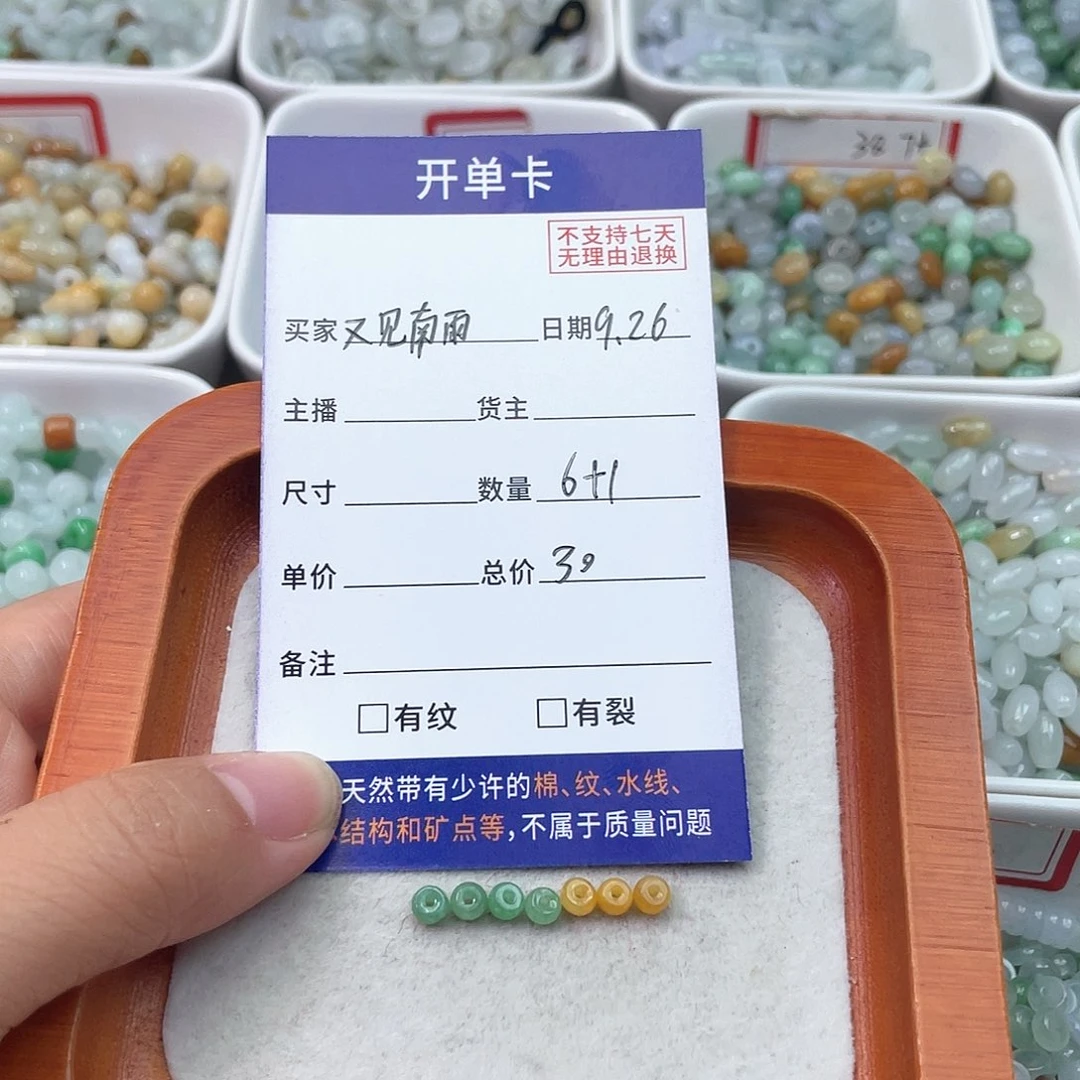 开单卡
不支持七天
无理由退换
买家 又见南雨 日期 9.26
主播 货主
尺寸 数量 6+1
单价 总价 30
备注
□有纹 □有裂
天然带有少许的棉、纹、水线、
结构和矿点等,不属于质量问题